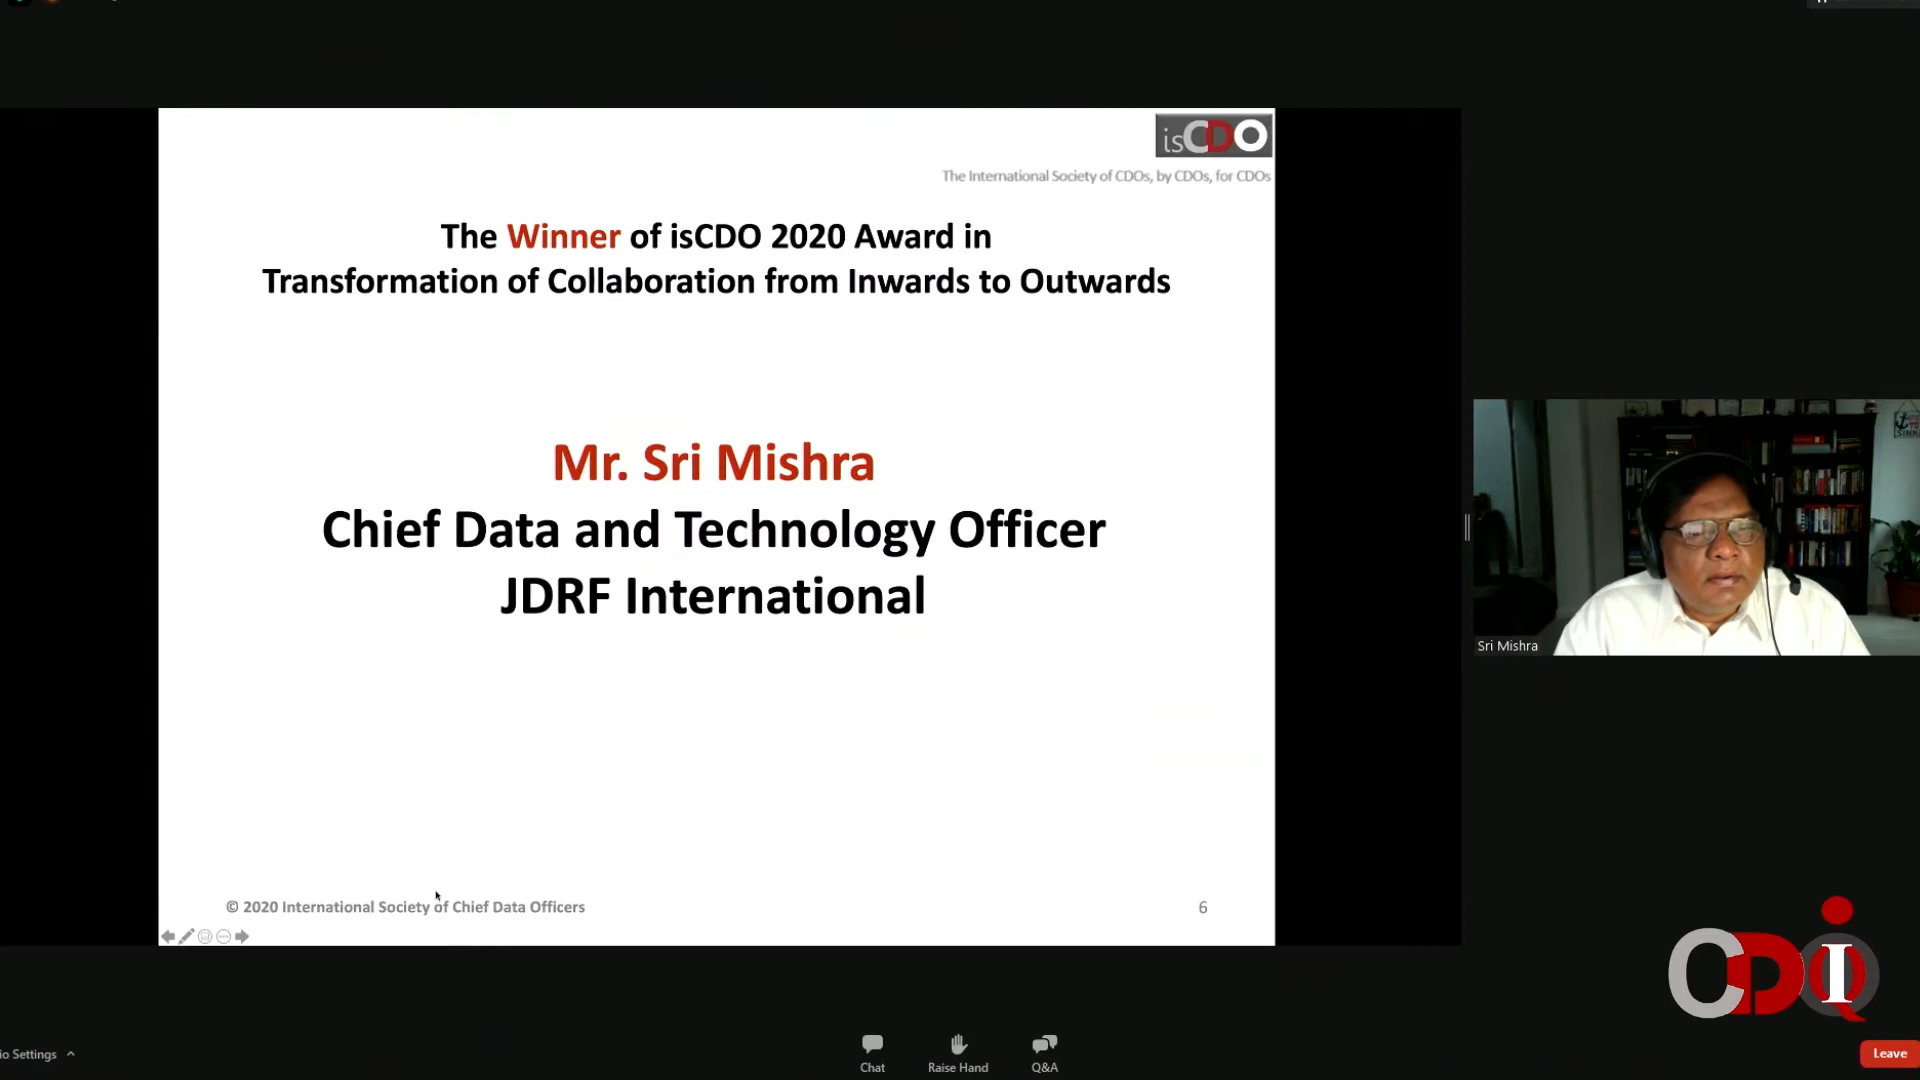 isCDO
The International Society of CDOs, by CDOs, for CDOs
The Winner of isCDO 2020 Award in
Transformation of Collaboration from Inwards to Outwards
Mr. Sri Mishra
Chief Data and Technology Officer
JDRF International
Sri Mishra
© 2020 International Society of Chief Data Officers
6
CDOIQ
io Settings
Chat
Raise Hand
Q&A
Leave